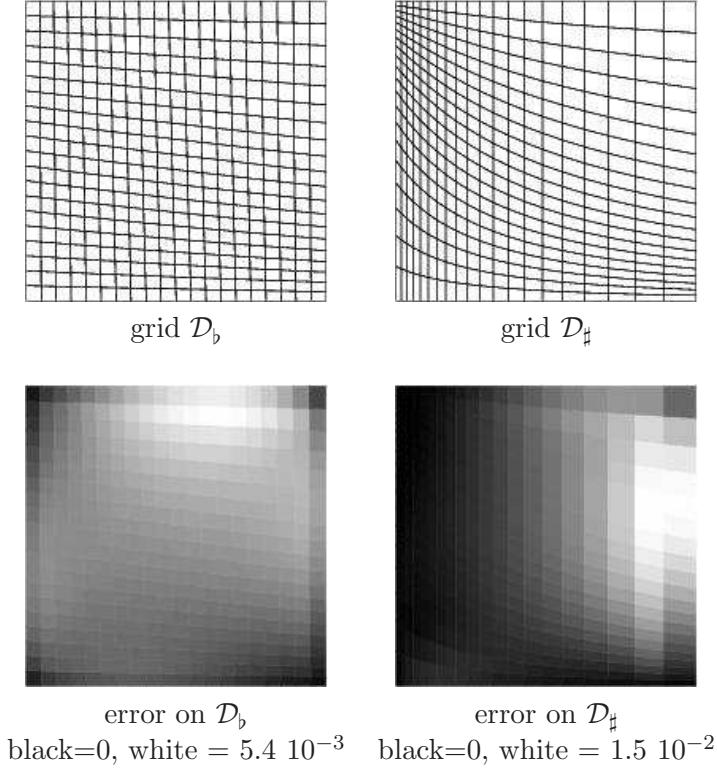 grid 𝒟♭ grid 𝒟♯
error on 𝒟♭ error on 𝒟♯
black=0, white = 5.4 10⁻³ black=0, white = 1.5 10⁻²